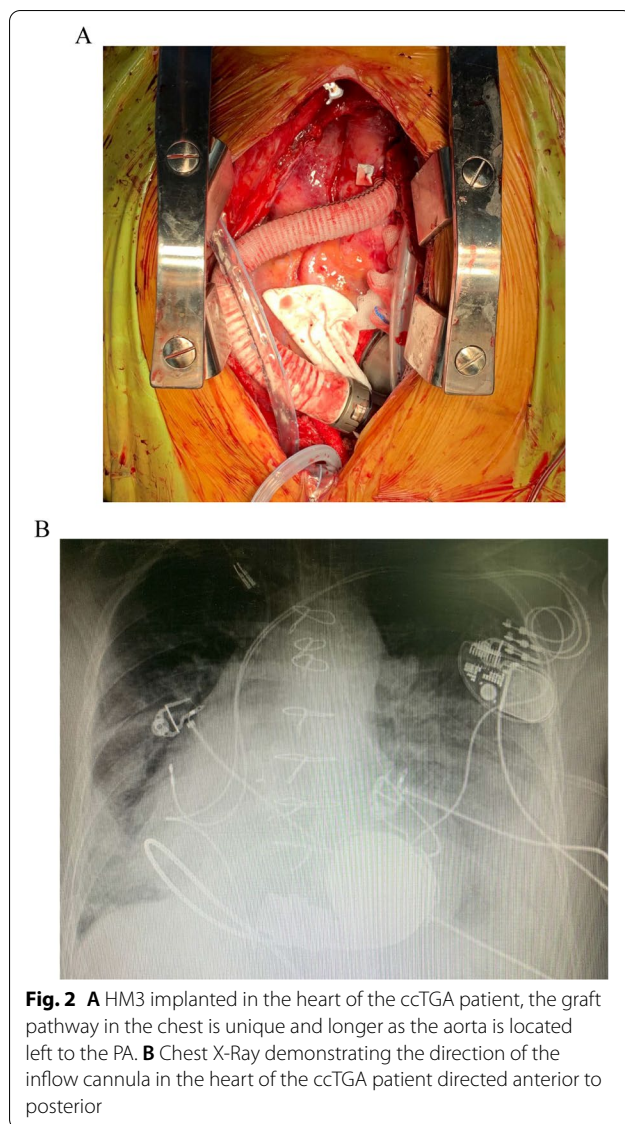 A
B
Fig. 2 A HM3 implanted in the heart of the ccTGA patient, the graft
pathway in the chest is unique and longer as the aorta is located
left to the PA. B Chest X-Ray demonstrating the direction of the
inflow cannula in the heart of the ccTGA patient directed anterior to
posterior